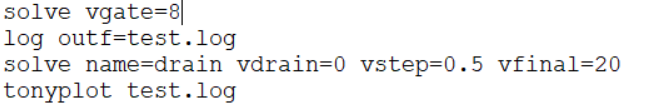 solve vgate=8
log outf=test.log
solve name=drain vdrain=0 vstep=0.5 vfinal=20
tonyplot test.log